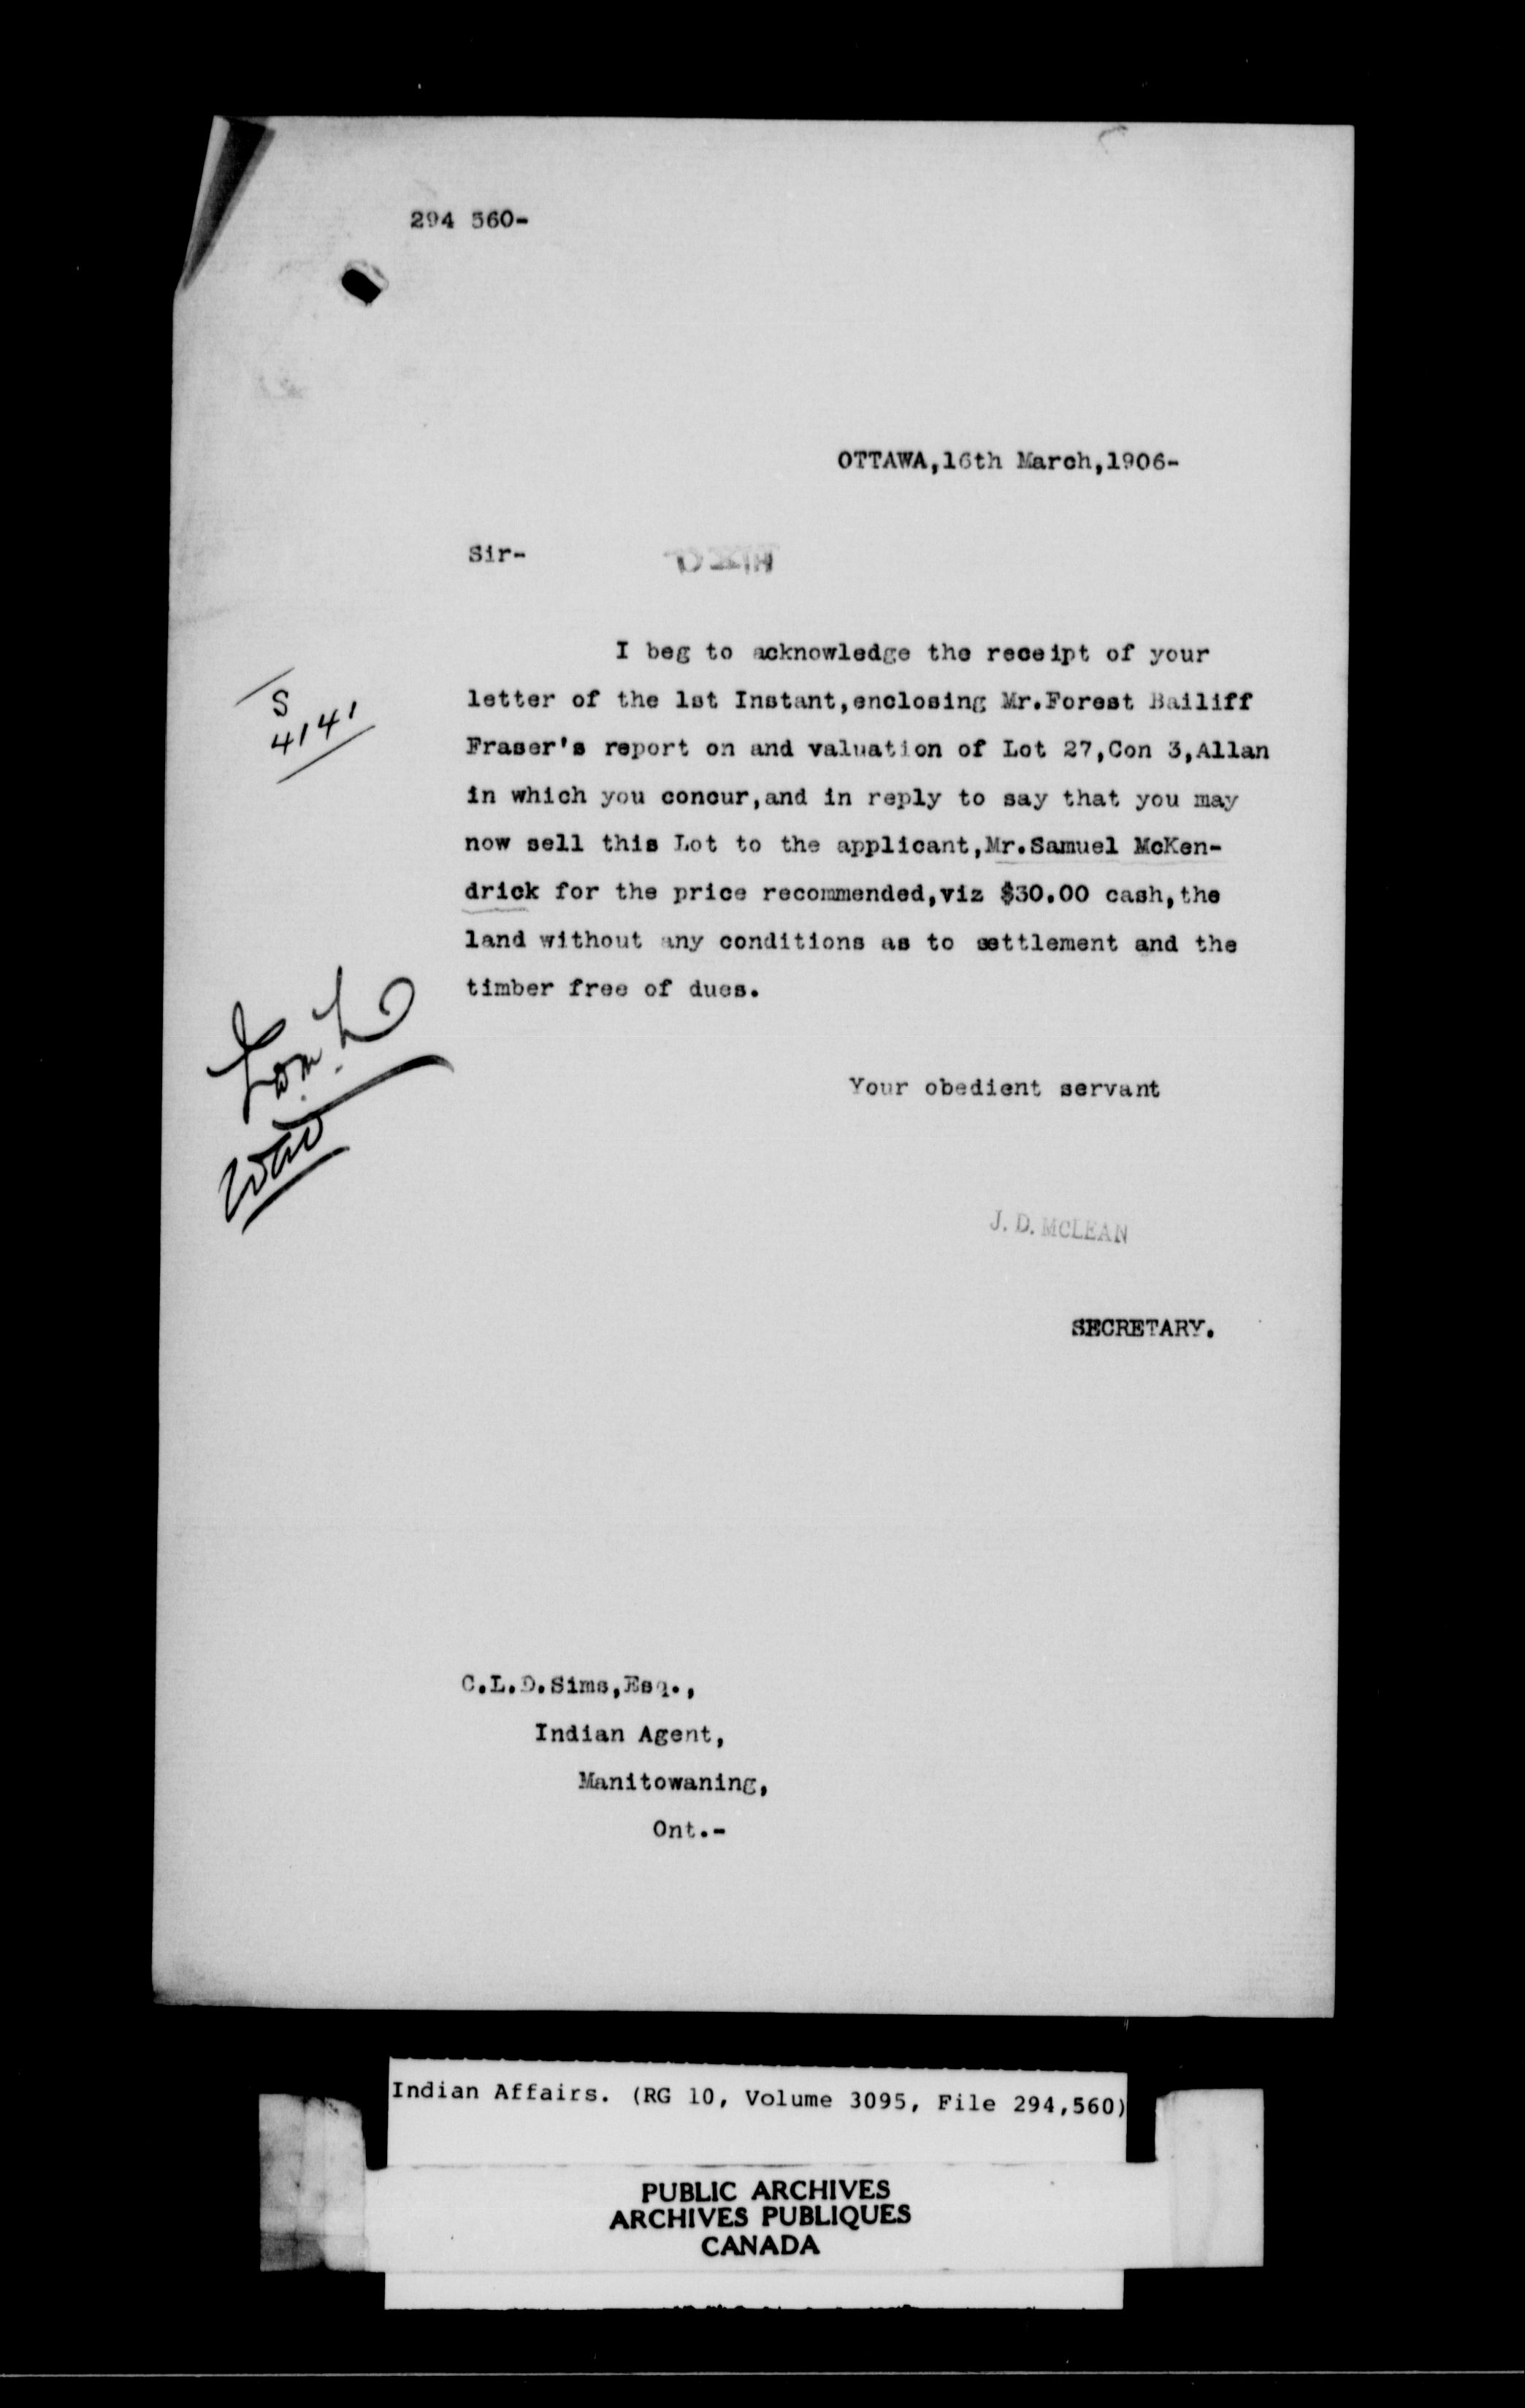 294 560-
OTTAWA,16th March,1906-
Sir-
I beg to acknowledge the receipt of your
letter of the 1st Instant,enclosing Mr.Forest Bailiff
Fraser's report on and valuation of Lot 27,Con 3,Allan
in which you concur,and in reply to say that you may
now sell this Lot to the applicant,Mr.Samuel McKen-
drick for the price recommended,viz $30.00 cash,the
land without any conditions as to settlement and the
timber free of dues.
S
4141
Your obedient servant
J. D. MCLEAN
SECRETARY.
C.L.D.Sims,Esq.,
Indian Agent,
Manitowaning,
Ont.-
Indian Affairs. (RG 10, Volume 3095, File 294,560)
PUBLIC ARCHIVES
ARCHIVES PUBLIQUES
CANADA